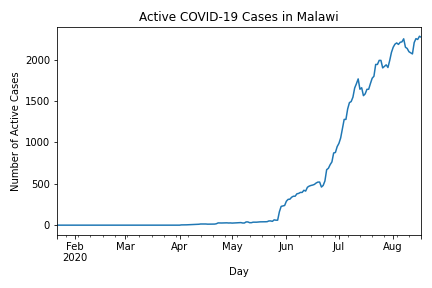 Active COVID-19 Cases in Malawi
Number of Active Cases
2000
1500
1000
500
0
Feb Mar Apr May Jun Jul Aug
2020
Day